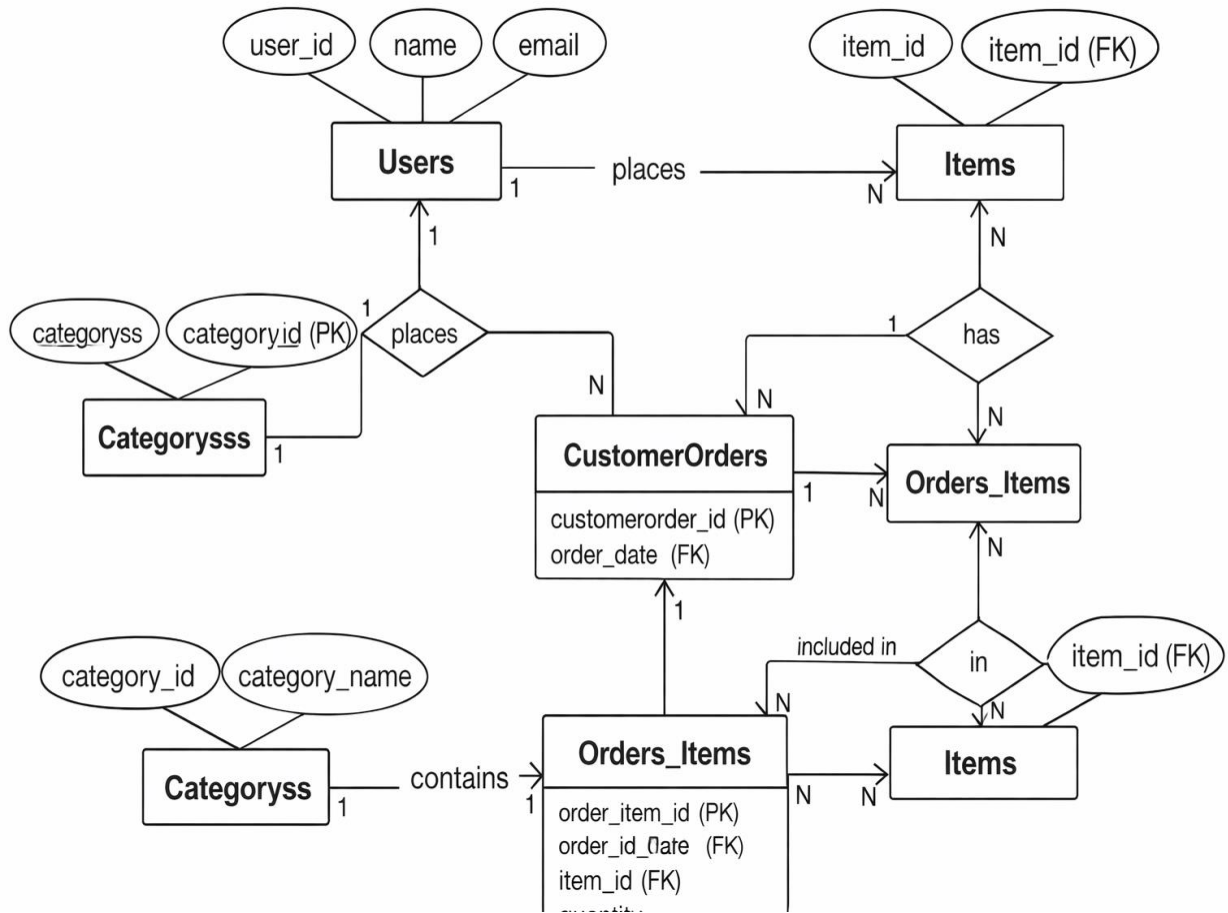 user_id name email
item_id item_id (FK)
Users
1
places
N
Items
1
N
categoryss categoryid (PK)
1
places
1
has
N
N
N
Categorysss
1
CustomerOrders
customerorder_id (PK)
order_date (FK)
1
N
Orders_Items
N
1
included in
in
item_id (FK)
N
N
category_id category_name
Categoryss
1
contains
1
Orders_Items
order_item_id (PK)
(FK)
item_id (FK)
N
N
Items